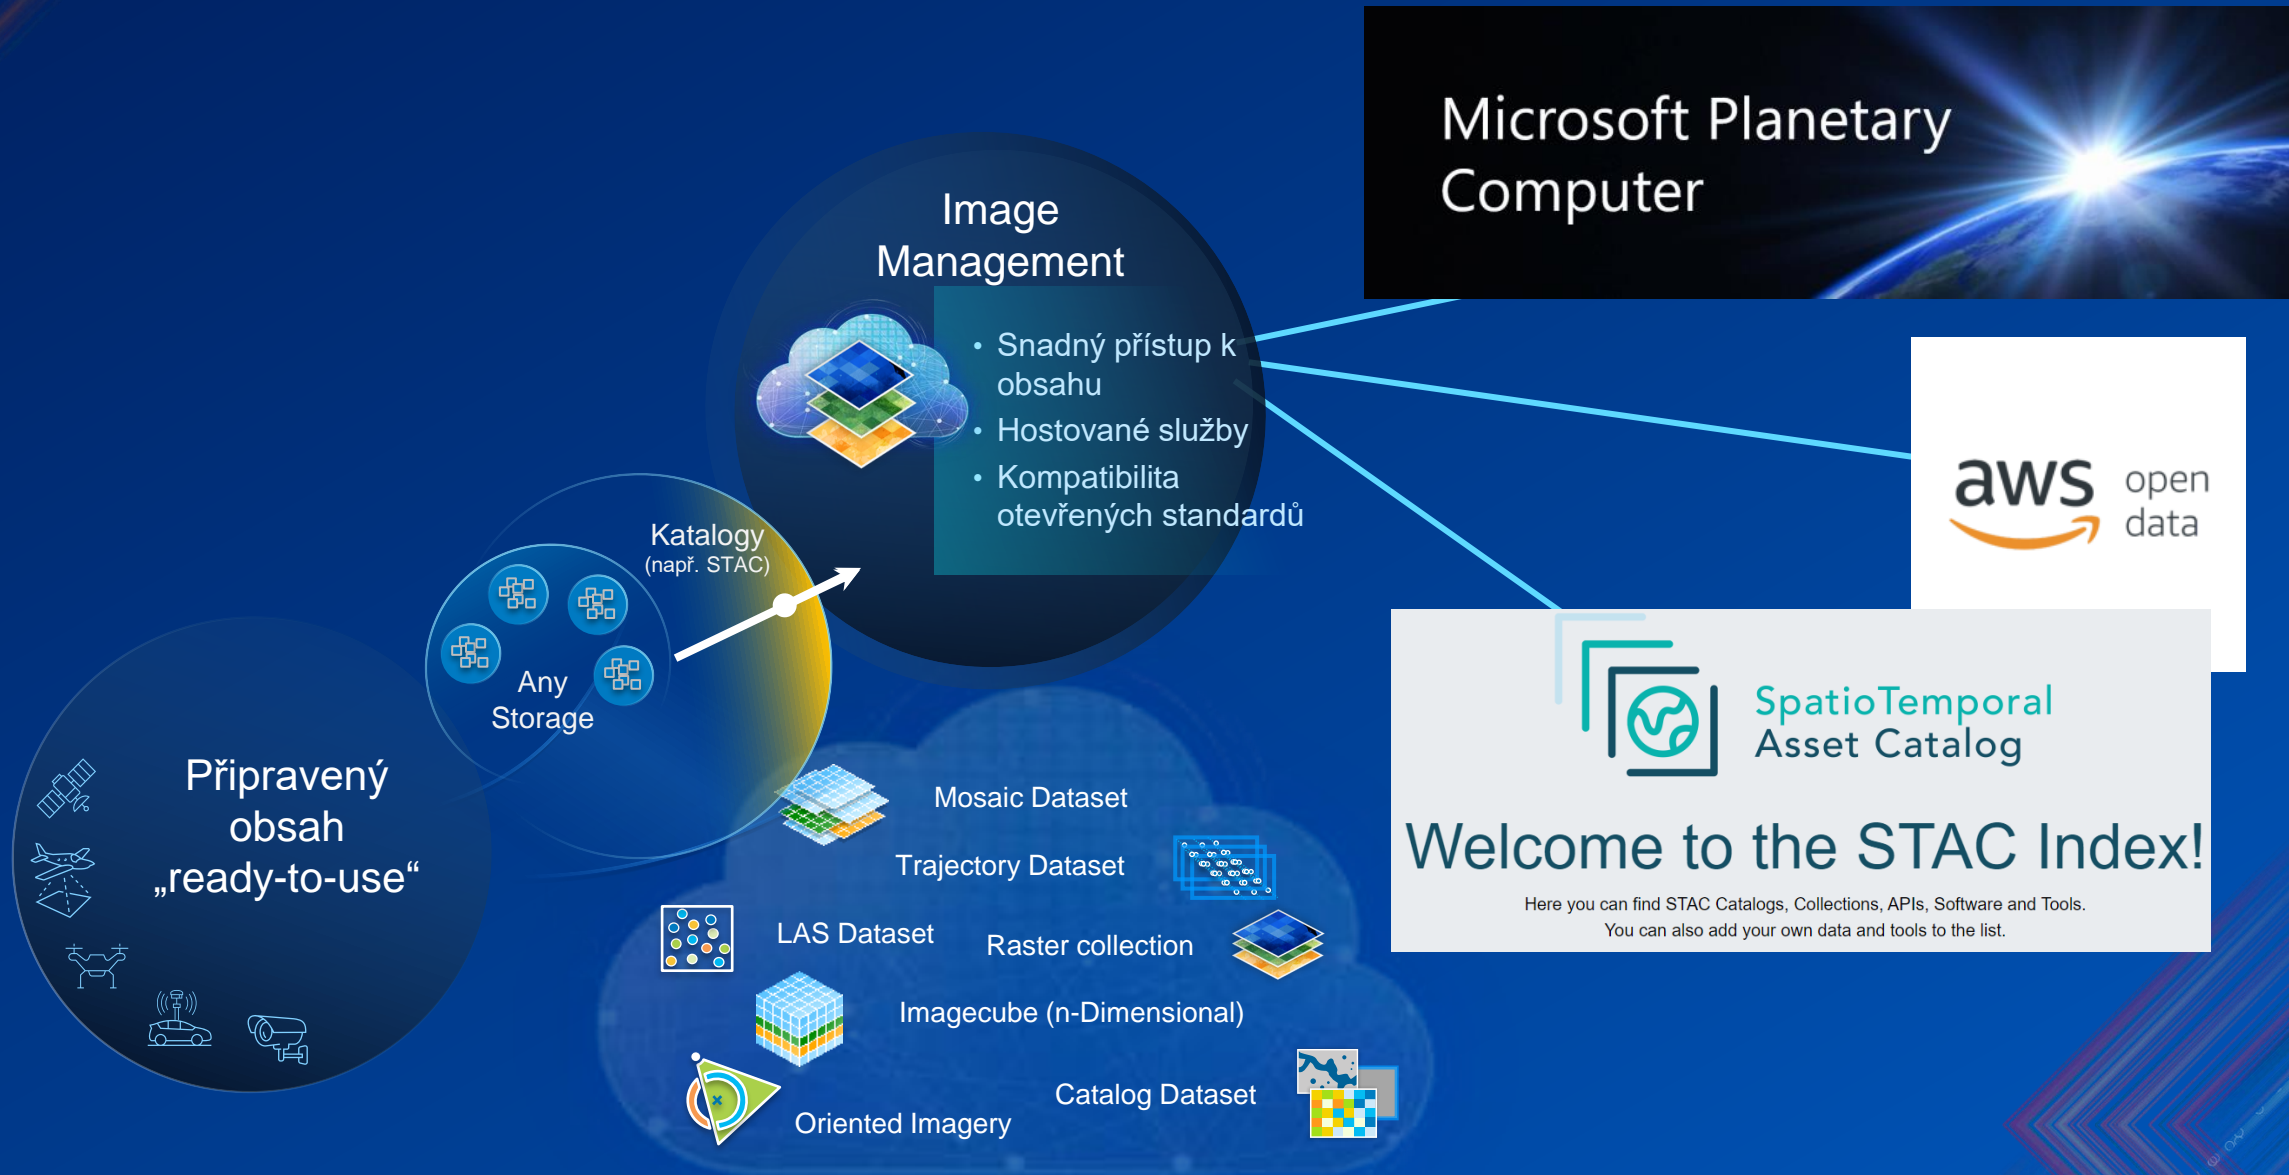 Microsoft Planetary
Computer
Image
Management
• Snadný přístup k
obsahu
• Hostované služby
• Kompatibilita
otevřených standardů
aws open
data
Katalogy
(např. STAC)
Any
Storage
Připravený
obsah
„ready-to-use“
SpatioTemporal
Asset Catalog
Welcome to the STAC Index!
Here you can find STAC Catalogs, Collections, APIs, Software and Tools.
You can also add your own data and tools to the list.
Mosaic Dataset
Trajectory Dataset
LAS Dataset
Raster collection
Imagecube (n-Dimensional)
Catalog Dataset
Oriented Imagery